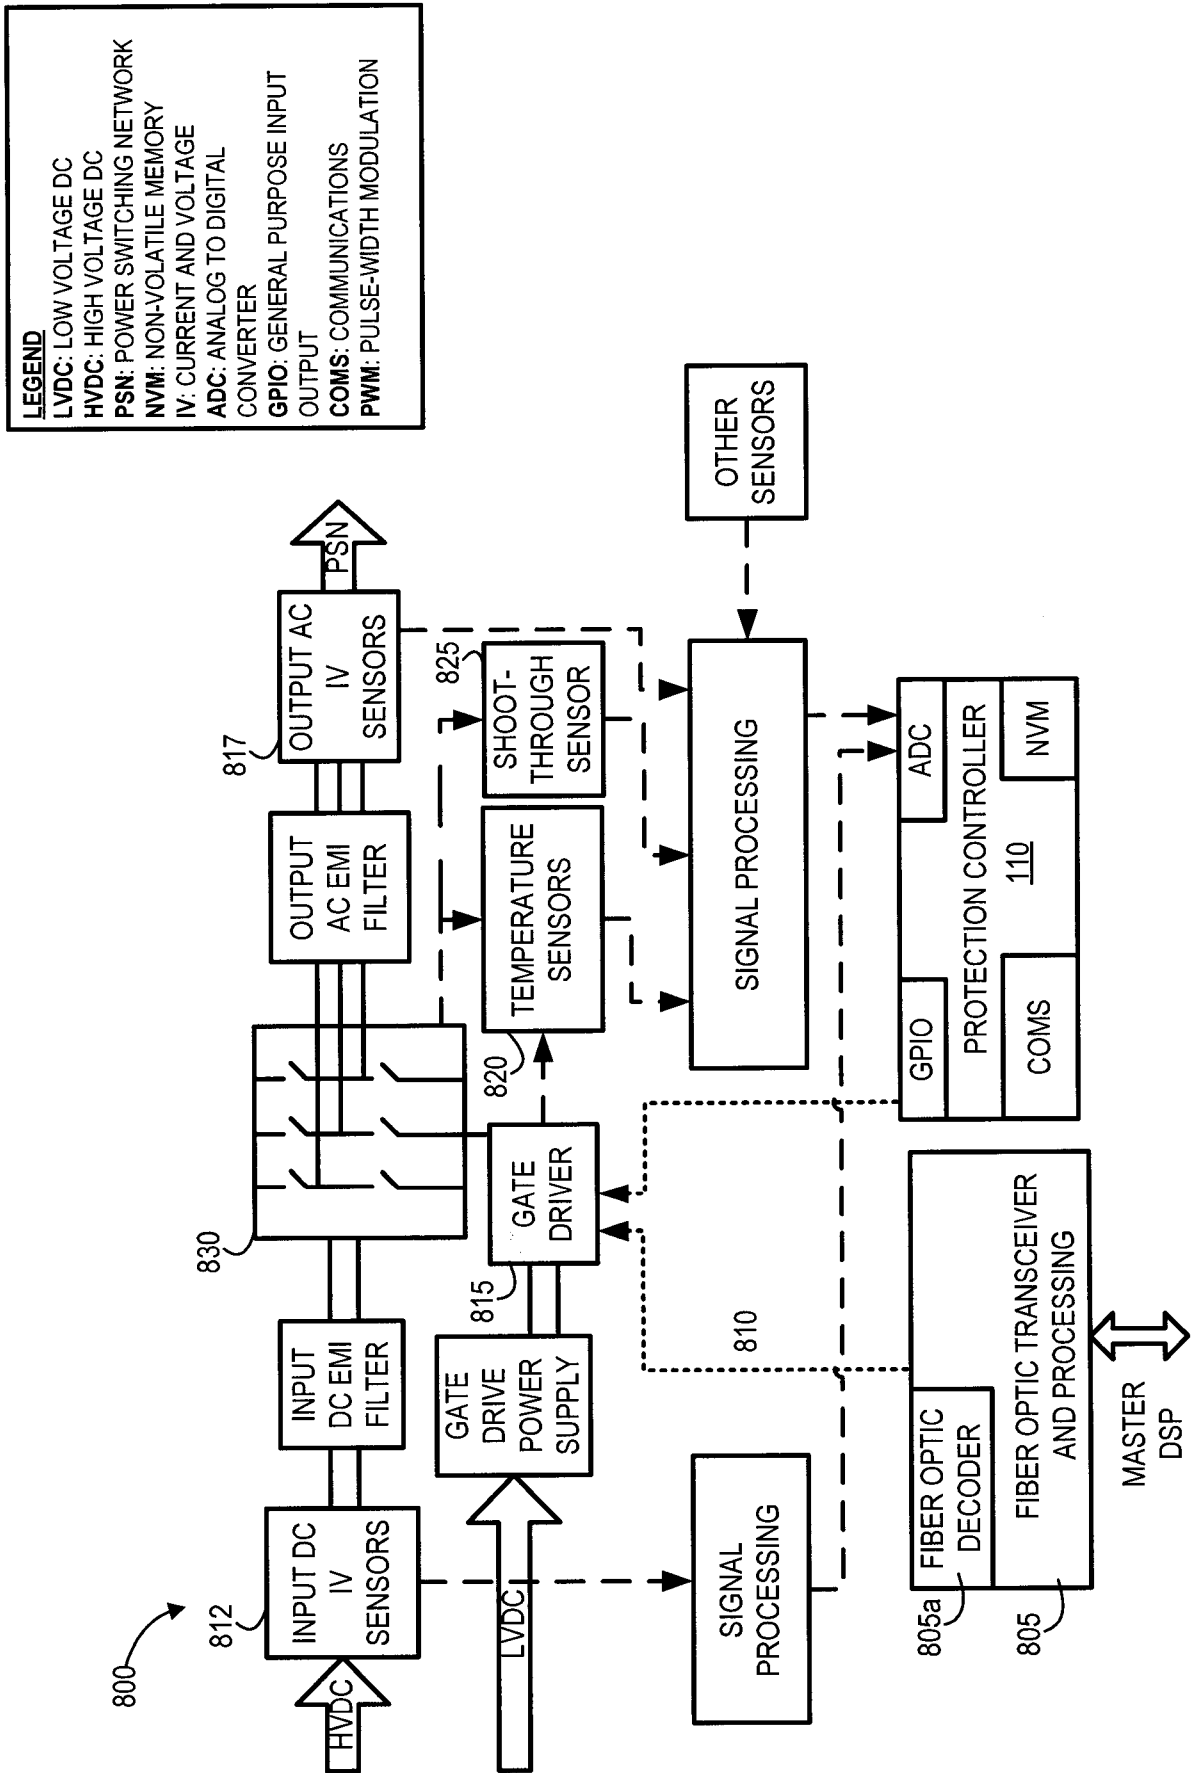 800
HVDC
812
INPUT DC
IV
SENSORS
INPUT
DC EMI
FILTER
830
OUTPUT
AC EMI
FILTER
817
OUTPUT AC
IV
SENSORS
PSN
LEGEND
LVDC: LOW VOLTAGE DC
HVDC: HIGH VOLTAGE DC
PSN: POWER SWITCHING NETWORK
NVM: NON-VOLATILE MEMORY
IV: CURRENT AND VOLTAGE
ADC: ANALOG TO DIGITAL
CONVERTER
GPIO: GENERAL PURPOSE INPUT
OUTPUT
COMS: COMMUNICATIONS
PWM: PULSE-WIDTH MODULATION
LVDC
GATE
DRIVE
POWER
SUPPLY
815
GATE
DRIVER
820
TEMPERATURE
SENSORS
825
SHOOT-
THROUGH
SENSOR
SIGNAL
PROCESSING
810
SIGNAL PROCESSING
OTHER
SENSORS
805a
FIBER OPTIC
DECODER
805
FIBER OPTIC TRANSCEIVER
AND PROCESSING
MASTER
DSP
GPIO
ADC
PROTECTION CONTROLLER
110
COMS
NVM